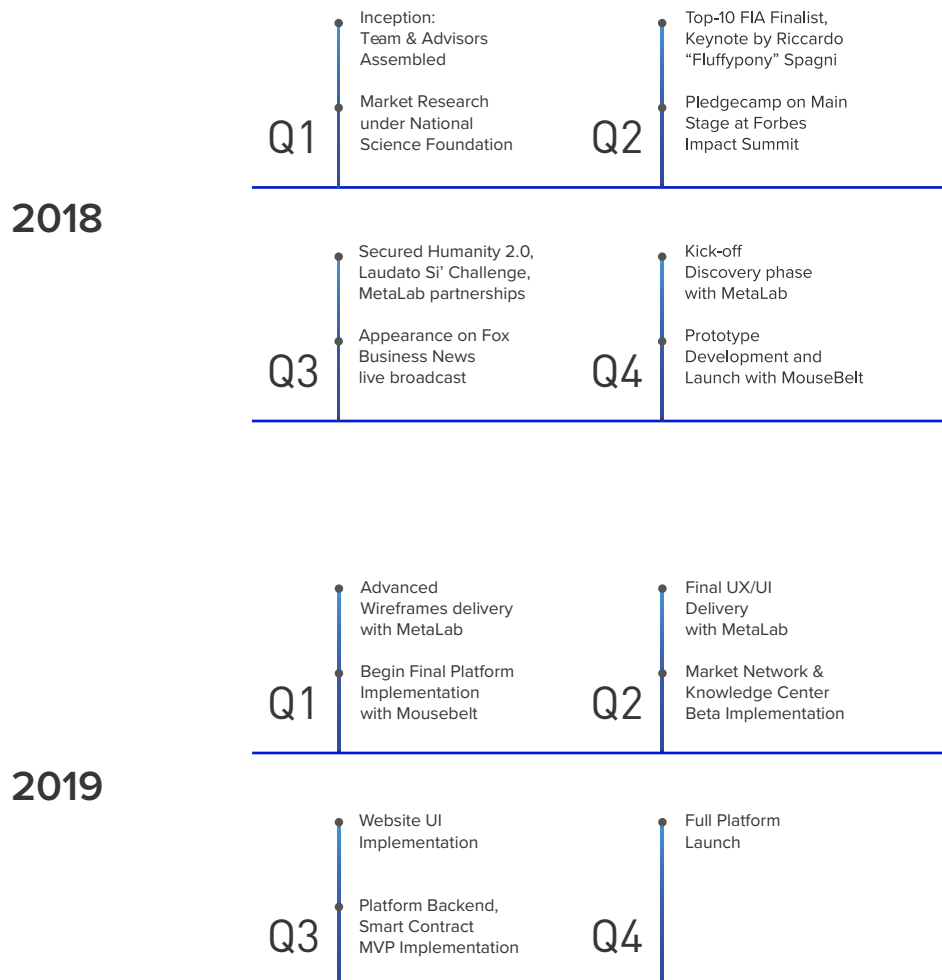 2018
Q1
Inception:
Team & Advisors
Assembled
Market Research
under National
Science Foundation
Q2
Top-10 FIA Finalist,
Keynote by Riccardo
“Fluffypony” Spagni
Pledgecamp on Main
Stage at Forbes
Impact Summit
Q3
Secured Humanity 2.0,
Laudato Si’ Challenge,
MetaLab partnerships
Appearance on Fox
Business News
live broadcast
Q4
Kick-off
Discovery phase
with MetaLab
Prototype
Development and
Launch with MouseBelt
2019
Q1
Advanced
Wireframes delivery
with MetaLab
Begin Final Platform
Implementation
with Mousebelt
Q2
Final UX/UI
Delivery
with MetaLab
Market Network &
Knowledge Center
Beta Implementation
Q3
Website UI
Implementation
Platform Backend,
Smart Contract
MVP Implementation
Q4
Full Platform
Launch